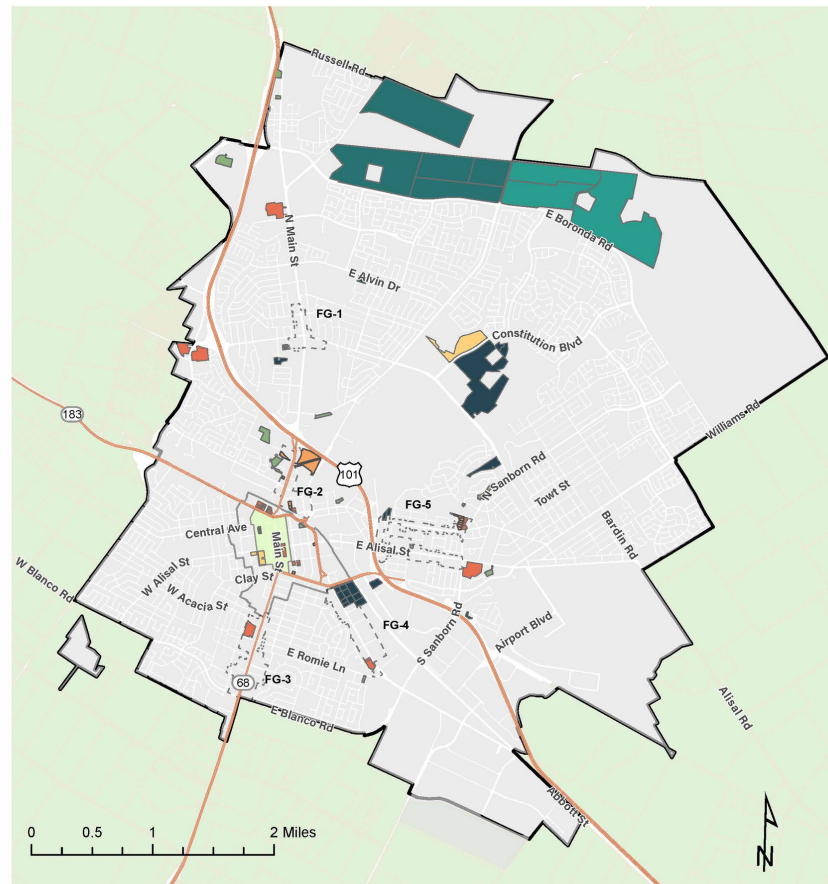 Russell Rd
N Main St
E Boronda Rd
E Alvin Dr
FG-1
Constitution Blvd
183
Williams Rd
101
N Sanborn Rd
FG-2
Towt St
FG-5
Central Ave
Main St
E Alisal St
Bardin Rd
W Blanco Rd
W Alisal St
Clay St
W Acacia St
FG-4
S Sanborn Rd
Airport Blvd
E Romie Ln
FG-3
68
Alisal Rd
E Blanco Rd
Abbott St
0 0.5 1 2 Miles
N